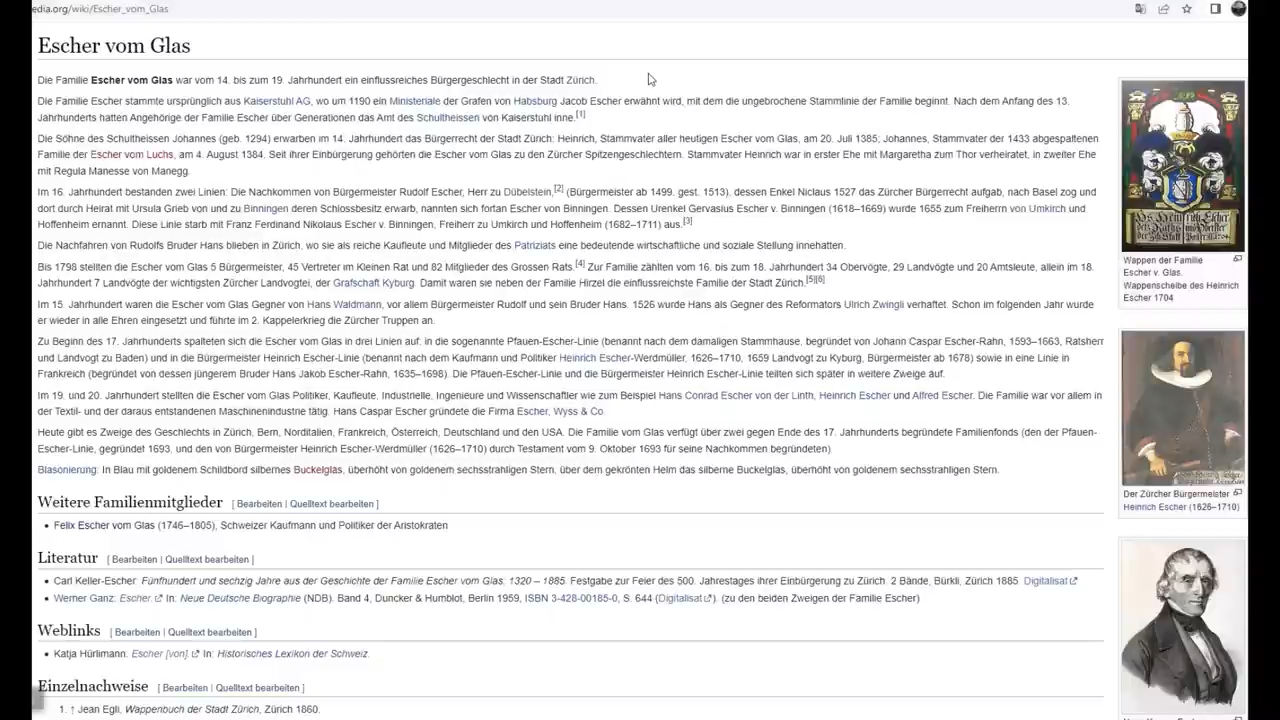 edia.org/wiki/Escher_vom_Glas
Escher vom Glas
Die Familie Escher vom Glas war vom 14. bis zum 19. Jahrhundert ein einflussreiches Bürgergeschlecht in der Stadt Zürich.
Die Familie Escher stammte ursprünglich aus Kaiserstuhl AG, wo um 1190 ein Ministeriale der Grafen von Habsburg Jacob Escher erwähnt wird, mit dem die ungebrochene Stammlinie der Familie beginnt. Nach dem Anfang des 13.
Jahrhunderts hatten Angehörige der Familie Escher über Generationen das Amt des Schultheissen von Kaiserstuhl inne.[1]
Die Söhne des Schultheissen Johannes (geb. 1294) erwarben im 14. Jahrhundert das Bürgerrecht der Stadt Zürich: Heinrich, Stammvater aller heutigen Escher vom Glas, am 20. Juli 1385; Johannes, Stammvater der 1433 abgespaltenen
Familie der Escher vom Luchs, am 4. August 1384. Seit ihrer Einbürgerung gehörten die Escher vom Glas zu den Zürcher Spitzengeschlechtern. Stammvater Heinrich war in erster Ehe mit Margaretha zum Thor verheiratet, in zweiter Ehe
mit Regula Manesse von Manegg.
Im 16. Jahrhundert bestanden zwei Linien: Die Nachkommen von Bürgermeister Rudolf Escher, Herr zu Dübelstein,[2] (Bürgermeister ab 1499. gest. 1513). dessen Enkel Niclaus 1527 das Zürcher Bürgerrecht aufgab, nach Basel zog und
dort durch Heirat mit Ursula Grieb von und zu Binningen deren Schlossbesitz erwarb, nannten sich fortan Escher von Binningen. Dessen Urenkel Gervasius Escher v. Binningen (1618–1669) wurde 1655 zum Freiherrn von Umkirch und
Hoffenheim ernannt. Diese Linie starb mit Franz Ferdinand Nikolaus Escher v. Binningen, Freiherr zu Umkirch und Hoffenheim (1682–1711) aus.[3]
Die Nachfahren von Rudolfs Bruder Hans blieben in Zürich, wo sie als reiche Kaufleute und Mitglieder des Patriziats eine bedeutende wirtschaftliche und soziale Stellung innehatten.
Bis 1798 stellten die Escher vom Glas 5 Bürgermeister, 45 Vertreter im Kleinen Rat und 82 Mitglieder des Grossen Rats.[4] Zur Familie zählten vom 16. bis zum 18. Jahrhundert 34 Obervögte, 29 Landvögte und 20 Amtsleute, allein im 18.
Jahrhundert 7 Landvögte der wichtigsten Zürcher Landvogtei, der Grafschaft Kyburg. Damit waren sie neben der Familie Hirzel die einflussreichste Familie der Stadt Zürich.[5][6]
Im 15. Jahrhundert waren die Escher vom Glas Gegner von Hans Waldmann, vor allem Bürgermeister Rudolf und sein Bruder Hans. 1526 wurde Hans als Gegner des Reformators Ulrich Zwingli verhaftet. Schon im folgenden Jahr wurde
er wieder in alle Ehren eingesetzt und führte im 2. Kappelerkrieg die Zürcher Truppen an.
Zu Beginn des 17. Jahrhunderts spalteten sich die Escher vom Glas in drei Linien auf: in die sogenannte Pfauen-Escher-Linie (benannt nach dem damaligen Stammhause, begründet von Johann Caspar Escher-Rahn, 1593–1663, Ratsherr
und Landvogt zu Baden) und in die Bürgermeister Heinrich Escher-Linie (benannt nach dem Kaufmann und Politiker Heinrich Escher-Werdmüller, 1626–1710, 1659 Landvogt zu Kyburg, Bürgermeister ab 1678) sowie in eine Linie in
Frankreich (begründet von dessen jüngerem Bruder Hans Jakob Escher-Rahn, 1635–1698). Die Pfauen-Escher-Linie und die Bürgermeister Heinrich Escher-Linie teilten sich später in weitere Zweige auf.
Im 19. und 20. Jahrhundert stellten die Escher vom Glas Politiker, Kaufleute, Industrielle, Ingenieure und Wissenschaftler wie zum Beispiel Hans Conrad Escher von der Linth, Heinrich Escher und Alfred Escher. Die Familie war vor allem in
der Textil- und der daraus entstandenen Maschinenindustrie tätig. Hans Caspar Escher gründete die Firma Escher, Wyss & Co.
Heute gibt es Zweige des Geschlechts in Zürich, Bern, Norditalien, Frankreich, Österreich, Deutschland und den USA. Die Familie vom Glas verfügt über zwei gegen Ende des 17. Jahrhunderts begründete Familienfonds (den der Pfauen-
Escher-Linie, gegründet 1693, und den von Bürgermeister Heinrich Escher-Werdmüller (1626–1710) durch Testament vom 9. Oktober 1693 für seine Nachkommen begründeten)
Blasonierung: In Blau mit goldenem Schildbord silbernes Buckelglas, überhöht von goldenem sechsstrahligen Stern, über dem gekrönten Helm das silberne Buckelglas, überhöht von goldenem sechsstrahligen Stern.
Weitere Familienmitglieder [ Bearbeiten | Quelltext bearbeiten ]
• Felix Escher vom Glas (1746–1805), Schweizer Kaufmann und Politiker der Aristokraten
Literatur [ Bearbeiten | Quelltext bearbeiten ]
• Carl Keller-Escher: Fünfhundert und sechzig Jahre aus der Geschichte der Familie Escher vom Glas. 1320 – 1885. Festgabe zur Feier des 500. Jahrestages ihrer Einbürgerung zu Zürich. 2 Bände, Bürkli, Zürich 1885 Digitalisat
• Werner Ganz: Escher. In: Neue Deutsche Biographie (NDB). Band 4, Duncker & Humblot, Berlin 1959, ISBN 3-428-00185-0, S. 644 (Digitalisat). (zu den beiden Zweigen der Familie Escher)
Weblinks [ Bearbeiten | Quelltext bearbeiten ]
• Katja Hürlimann: Escher [von]. In: Historisches Lexikon der Schweiz.
Einzelnachweise [ Bearbeiten | Quelltext bearbeiten ]
1. ↑ Jean Egli, Wappenbuch der Stadt Zürich, Zürich 1860.
Wappen der Familie
Escher v. Glas.
Wappenscheibe des Heinrich
Escher 1704
Der Zürcher Bürgermeister
Heinrich Escher (1626–1710)